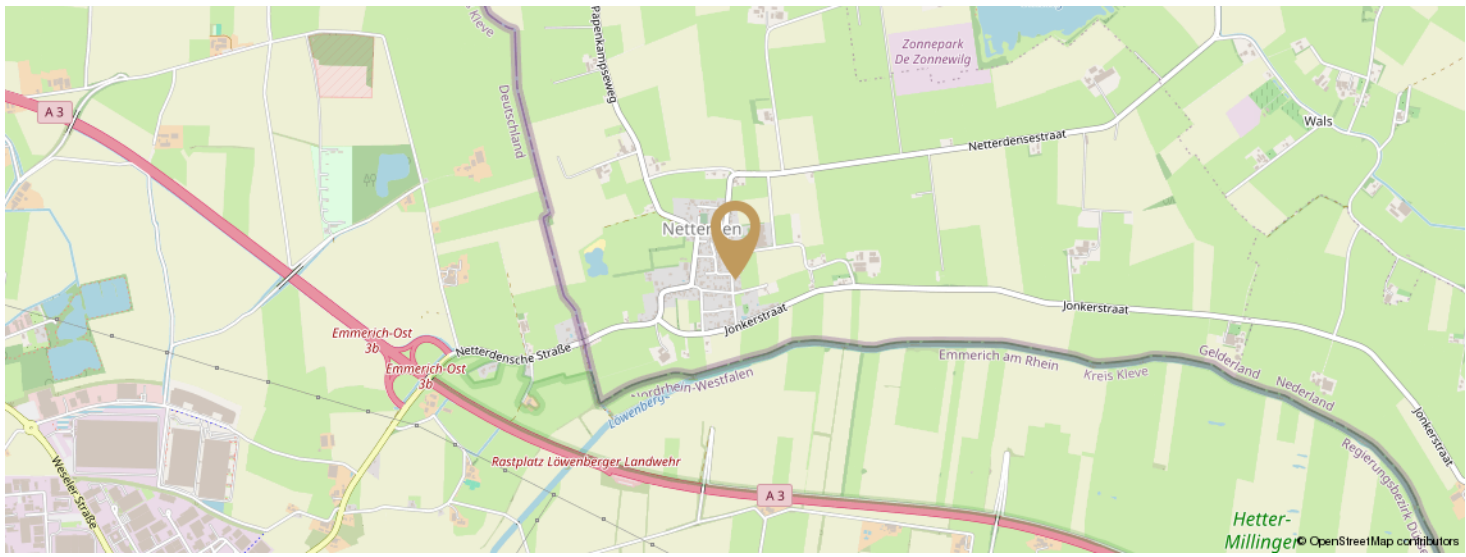 Kleve
Papenkampseweg
Zonnepark
De Zonnewilg
A 3
Deutschland
Wals
Netterdensestraat
Netterden
Jonkerstraat
Jonkerstraat
Emmerich-Ost
3b
Netterdensche Straße
Emmerich-Ost
3b
Emmerich am Rhein
Kreis Kleve
Gelderland
Nederland
Nordrhein-Westfalen
Löwenberger
Jonkerstraat
Regierungsbezirk
Rastplatz Löwenberger Landwehr
Weseler Straße
A 3
Hetter-
Millinger
© OpenStreetMap contributors